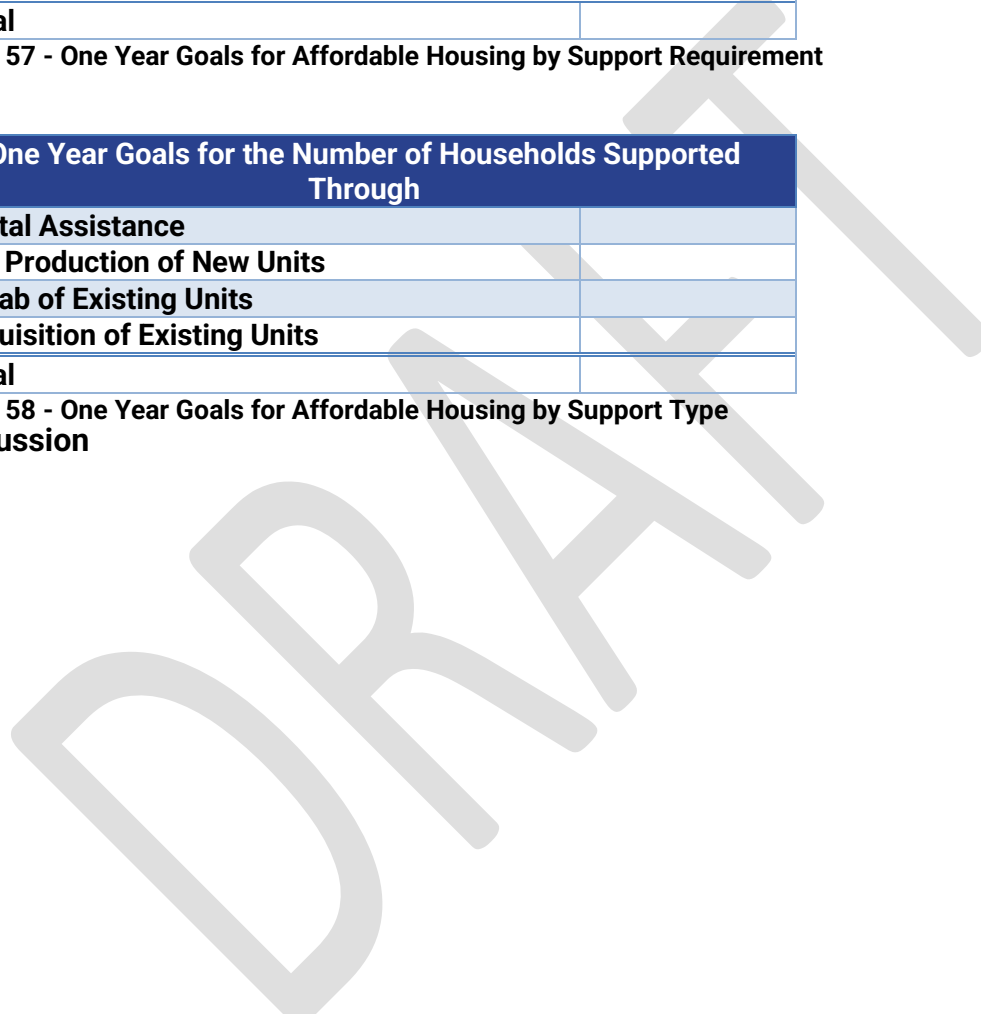 al
57 - One Year Goals for Affordable Housing by Support Requirement
One Year Goals for the Number of Households Supported
Through
tal Assistance
Production of New Units
ab of Existing Units
uisition of Existing Units
al
58 - One Year Goals for Affordable Housing by Support Type
ussion
DRAFT